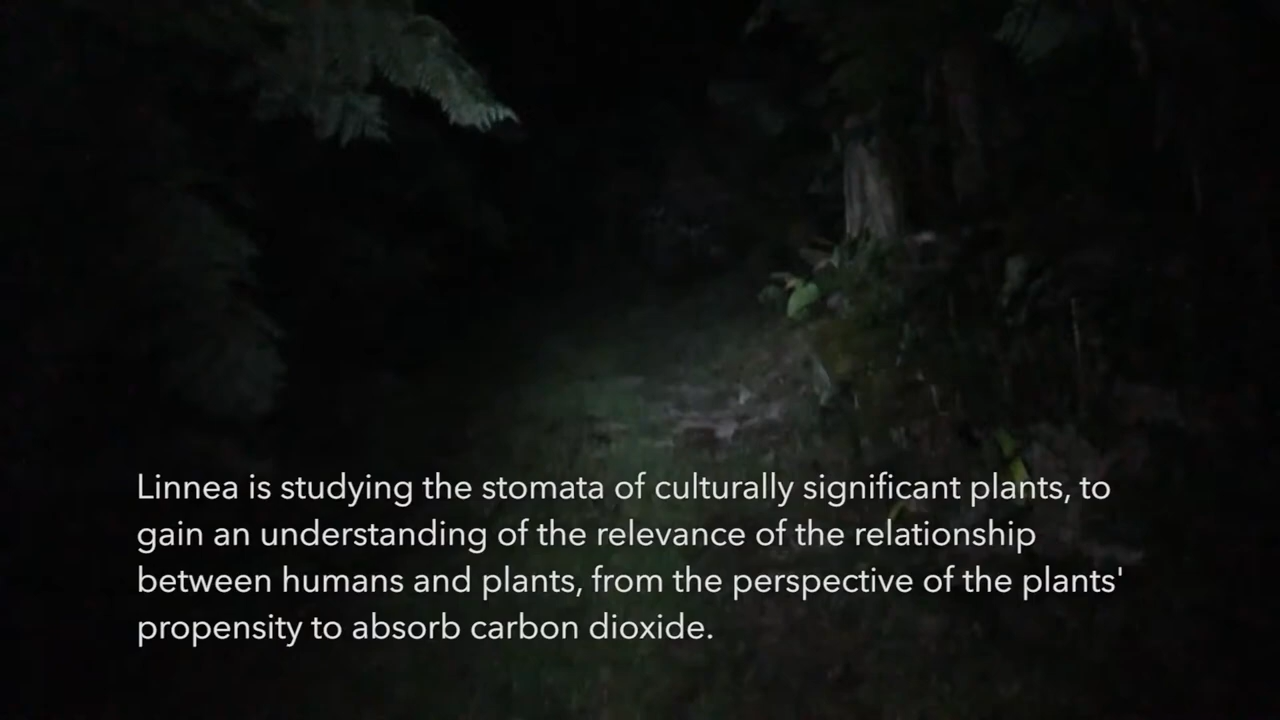 Linnea is studying the stomata of culturally significant plants, to
gain an understanding of the relevance of the relationship
between humans and plants, from the perspective of the plants'
propensity to absorb carbon dioxide.